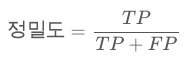 정밀도 = TP / (TP + FP)